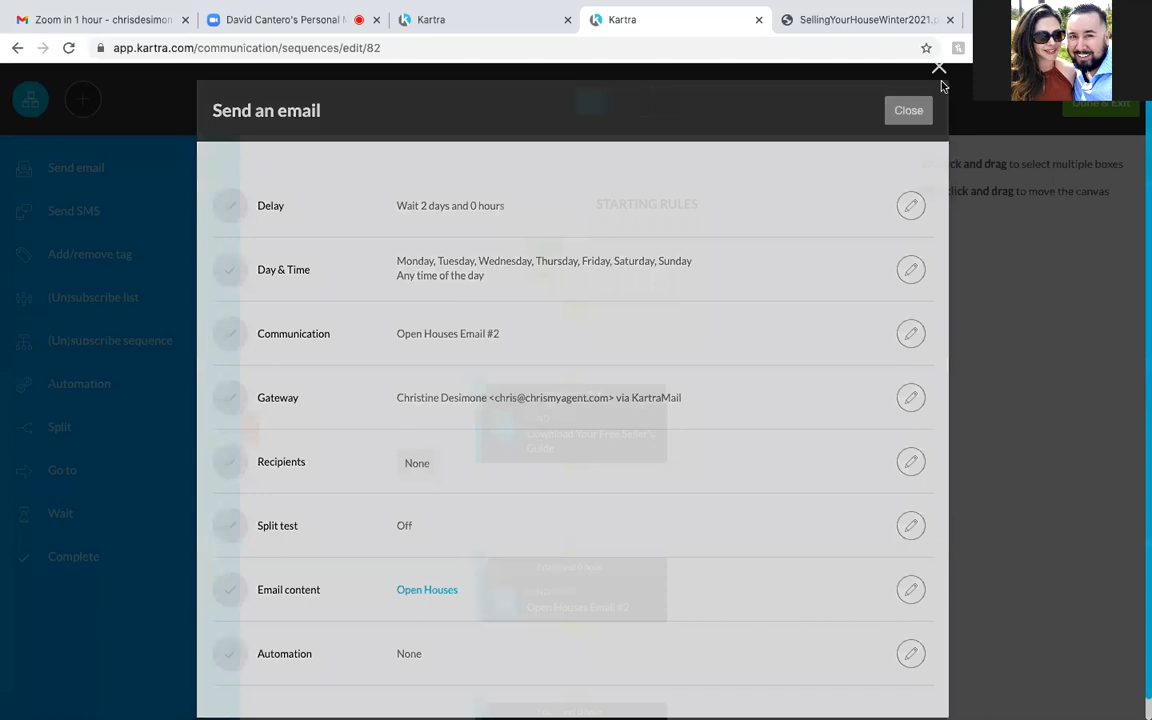 Zoom in 1 hour - chrisdesimon
David Cantero's Personal M
Kartra
Kartra
SellingYourHouseWinter2021.p
app.kartra.com/communication/sequences/edit/82
Send an email
Close
Done & Exit
Send email
Send SMS
Add/remove tag
(Un)subscribe list
(Un)subscribe sequence
Automation
Split
Go to
Wait
Complete
and drag to select multiple boxes
click and drag to move the canvas
STARTING RULES
Delay
Wait 2 days and 0 hours
Day & Time
Monday, Tuesday, Wednesday, Thursday, Friday, Saturday, Sunday
Any time of the day
Communication
Open Houses Email #2
Gateway
Christine Desimone <chris@chrismyagent.com> via KartraMail
Download Your Free Seller's
Guide
Recipients
None
Split test
Off
Email content
Open Houses
Open Houses Email #2
Automation
None